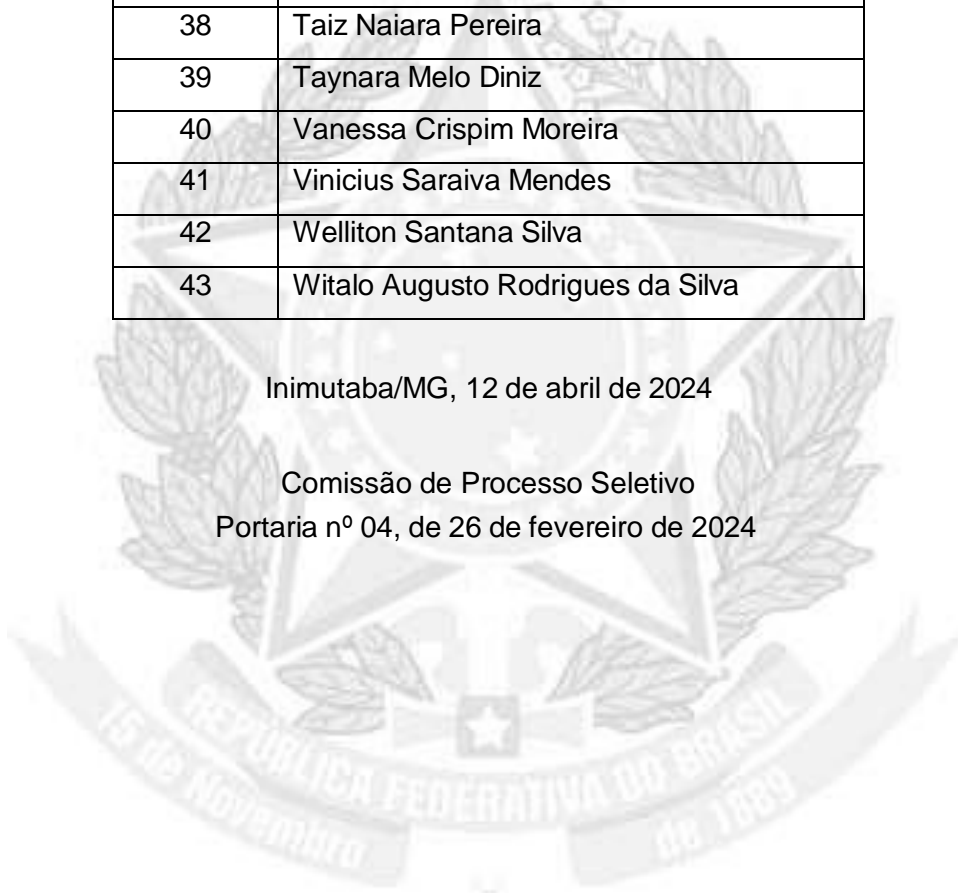 38 Taiz Naiara Pereira
39 Taynara Melo Diniz
40 Vanessa Crispim Moreira
41 Vinicius Saraiva Mendes
42 Welliton Santana Silva
43 Witalo Augusto Rodrigues da Silva
Inimutaba/MG, 12 de abril de 2024
Comissão de Processo Seletivo
Portaria nº 04, de 26 de fevereiro de 2024
REPÚBLICA FEDERATIVA DO BRASIL
15 de Novembro de 1889